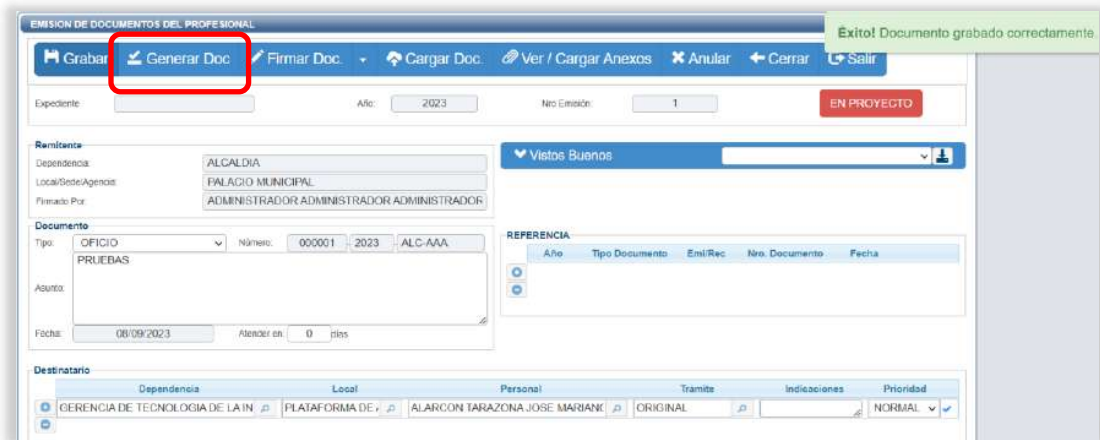 EMISION DE DOCUMENTOS DEL PROFESIONAL
Éxito! Documento grabado correctamente.
Grabar Generar Doc Firmar Doc. Cargar Doc. Ver / Cargar Anexos Anular Cerrar Salir
Expediente Año: 2023 Nro Emisión: 1 EN PROYECTO
Remitente
Dependencia: ALCALDIA
Local/Sede/Agencia: PALACIO MUNICIPAL
Firmado Por: ADMINISTRADOR ADMINISTRADOR ADMINISTRADOR
Vistos Buenos
Documento
Tipo: OFICIO Número: 000001 - 2023 - ALC-AAA
Asunto: PRUEBAS
Fecha: 08/09/2023 Atender en: 0 dias
REFERENCIA
Año Tipo Documento Emi/Rec Nro. Documento Fecha
Destinatario
Dependencia Local Personal Tramite Indicaciones Prioridad
GERENCIA DE TECNOLOGIA DE LA IN PLATAFORMA DE ALARCON TARAZONA JOSE MARIANO ORIGINAL NORMAL